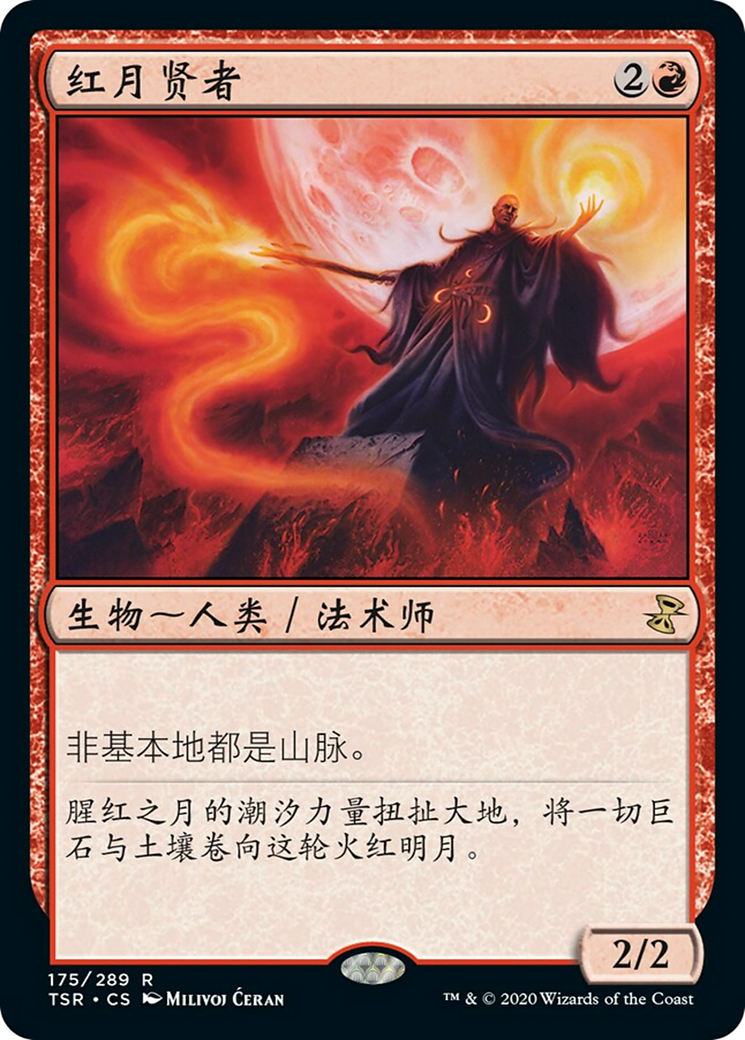 红月贤者 2
生物～人类 / 法术师
非基本地都是山脉。
腥红之月的潮汐力量扭扯大地，将一切巨
石与土壤卷向这轮火红明月。
2/2
175/289 R
TSR • CS MILIVOJ ĆERAN
™ & © 2020 Wizards of the Coast